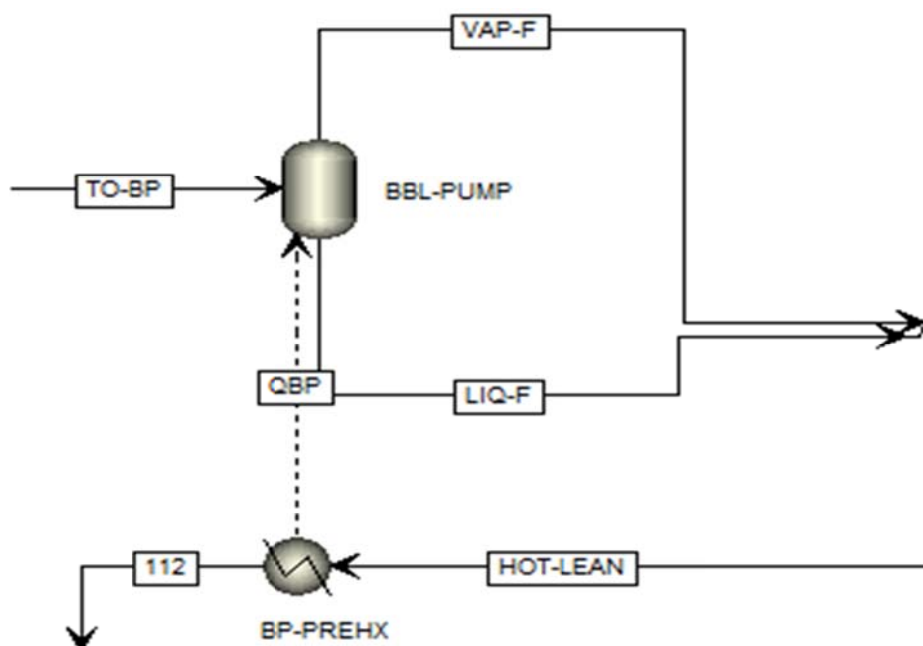 VAP-F
TO-BP
BBL-PUMP
QBP
LIQ-F
112
HOT-LEAN
BP-PREHX